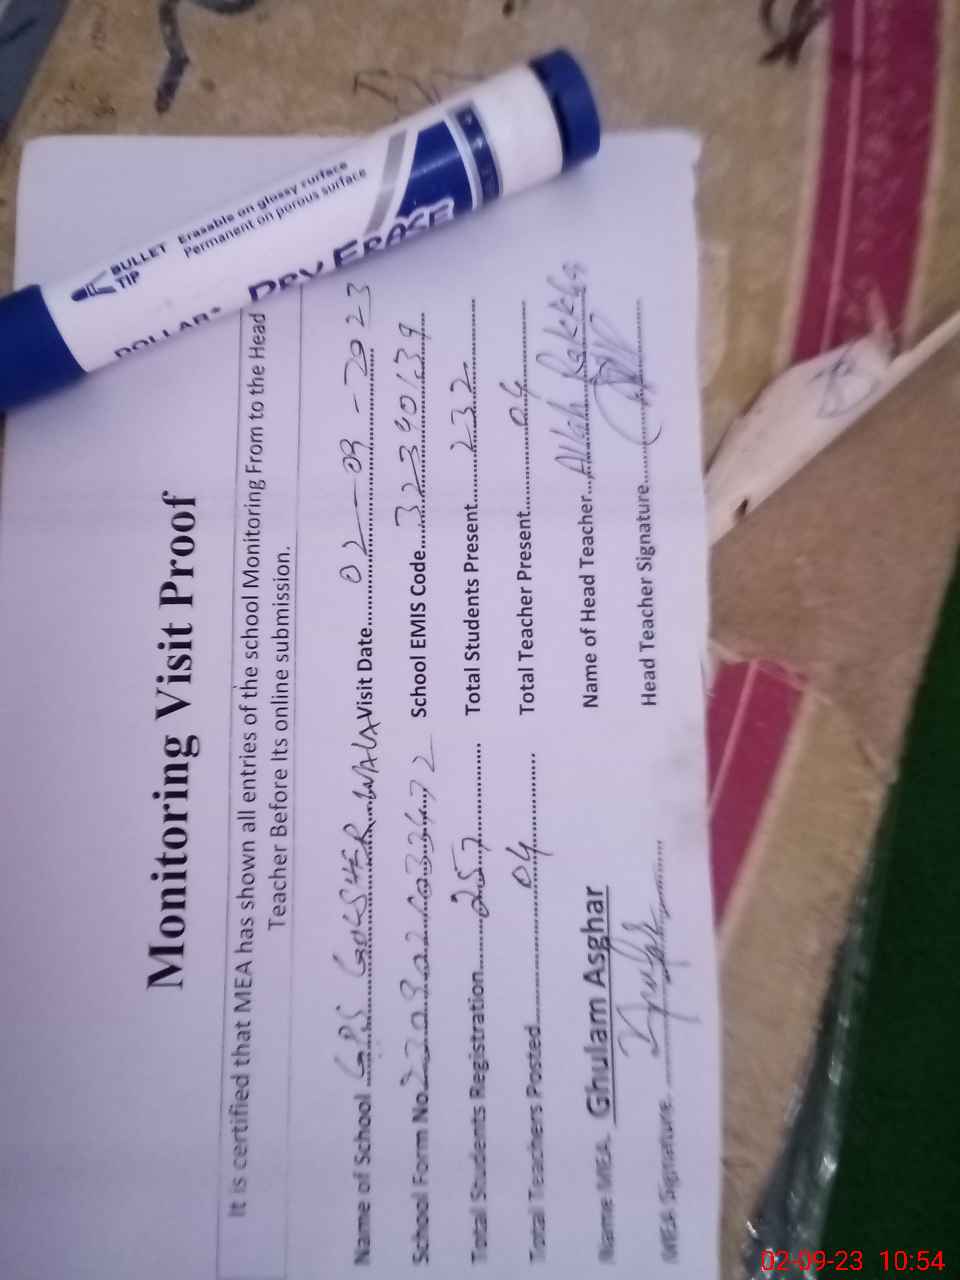 Monitoring Visit Proof
It is certified that MEA has shown all entries of the school Monitoring From to the Head
Teacher Before Its online submission.
Name of School GPS GULSHER WALA Visit Date 02-09-2023
School Form No. School EMIS Code 32340139
Total Students Registration 257 Total Students Present 232
Total Teachers Posted 04 Total Teacher Present 04
Name MEA. Ghulam Asghar Name of Head Teacher Allah
MEA Signature. Head Teacher Signature
BULLET TIP
Erasable on glossy surface
Permanent on porous surface
DOLLAR
DRY ERASE
02-09-23 10:54